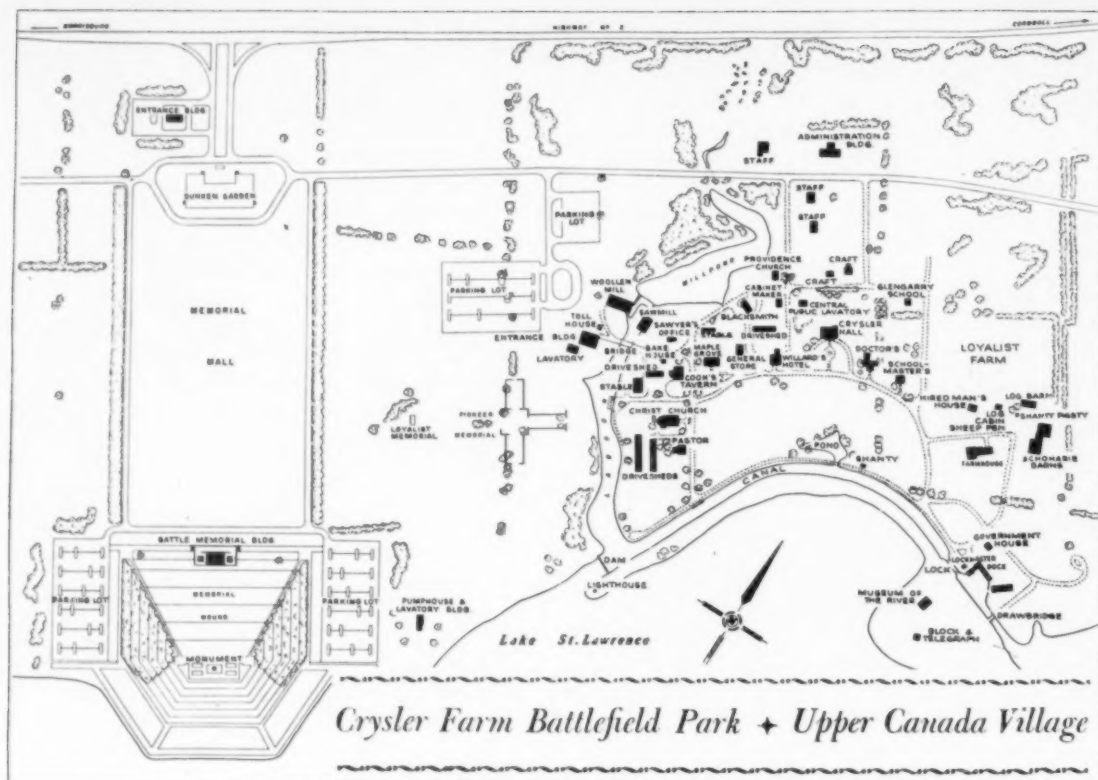 HIGHWAY No 2
CORNWALL
ENTRANCE BLDG
SUNKEN GARDEN
MEMORIAL
MALL
BATTLE MEMORIAL BLDG.
MEMORIAL
MOUND
MONUMENT
PARKING LOT
PARKING LOT
PUMPHOUSE &
LAVATORY BLDG.
LOYALIST
MEMORIAL
PIONEER
MEMORIAL
PARKING LOT
PARKING
LOT
STAFF
ADMINISTRATION
BLDG.
STAFF
STAFF
MILLPOND
PROVIDENCE
CHURCH
CRAFT
CRAFT
WOOLLEN
MILL
SAWMILL
CABINET
MAKER
BLACKSMITH
CENTRAL
PUBLIC LAVATORY
GLENGARRY
SCHOOL
TOLL
HOUSE
SAWYER'S
OFFICE
STABLE
DRIVESHED
CRYSLER
HALL
ENTRANCE BLDG
LAVATORY
BRIDGE
BAKE
HOUSE
MAPLE
GROVE
GENERAL
STORE
WILLARD'S
HOTEL
DOCTOR'S
LOYALIST
FARM
DRIVESHED
STABLE
COOK'S
TAVERN
SCHOOL-
MASTER'S
CHRIST CHURCH
PASTOR
DRIVESHEDS
HIRED MAN'S
HOUSE
LOG
CABIN
LOG BARN
SHANTY PIGSTY
SHEEP PEN
FARMHOUSE
SCHOHARIE
BARNS
POND
SHANTY
CANAL
DAM
LIGHTHOUSE
GOVERNMENT
HOUSE
LOCKMASTER
DOCK
LOCK
MUSEUM OF
THE RIVER
DRAWBRIDGE
BLOCK &
TELEGRAPH
Lake St. Lawrence
Crysler Farm Battlefield Park ✦ Upper Canada Village